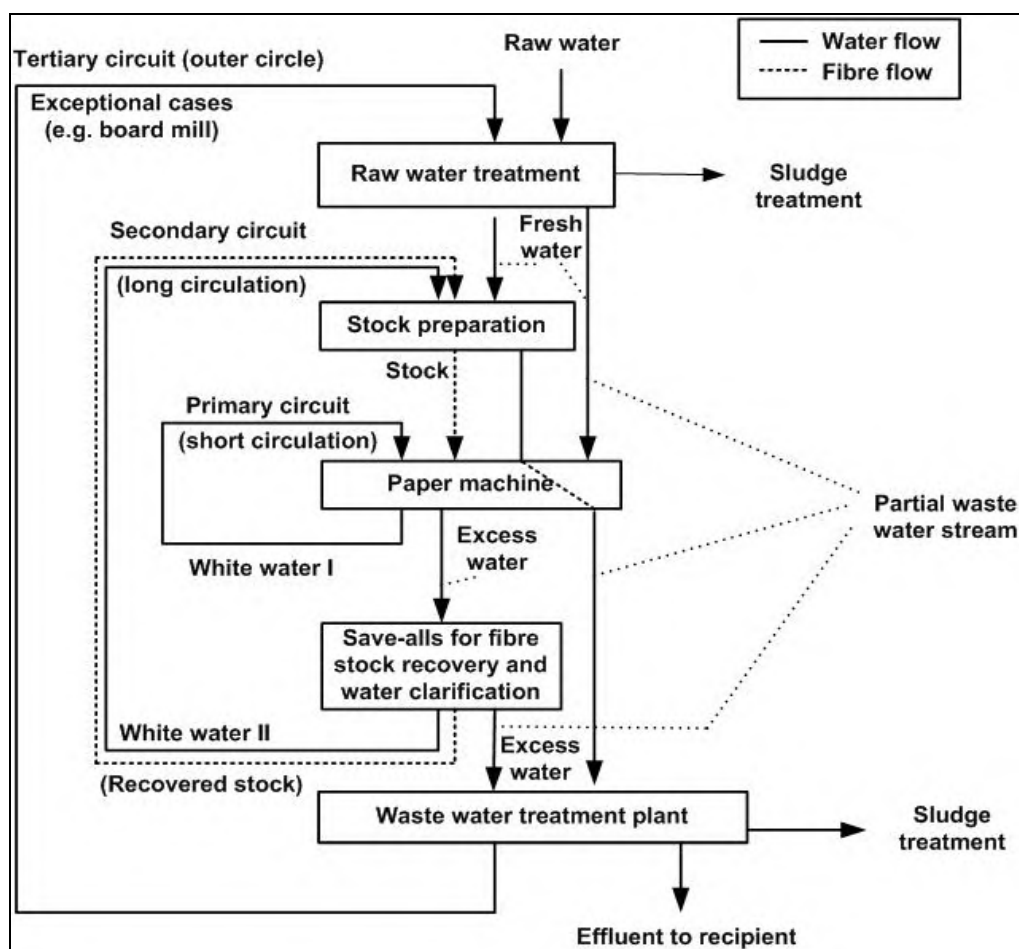 Raw water
Water flow
Fibre flow
Tertiary circuit (outer circle)
Exceptional cases
(e.g. board mill)
Raw water treatment
Sludge
treatment
Fresh
water
Secondary circuit
(long circulation)
Stock preparation
Stock
Primary circuit
(short circulation)
Paper machine
Partial waste
water stream
Excess
water
White water I
Save-alls for fibre
stock recovery and
water clarification
White water II
Excess
water
(Recovered stock)
Waste water treatment plant
Sludge
treatment
Effluent to recipient